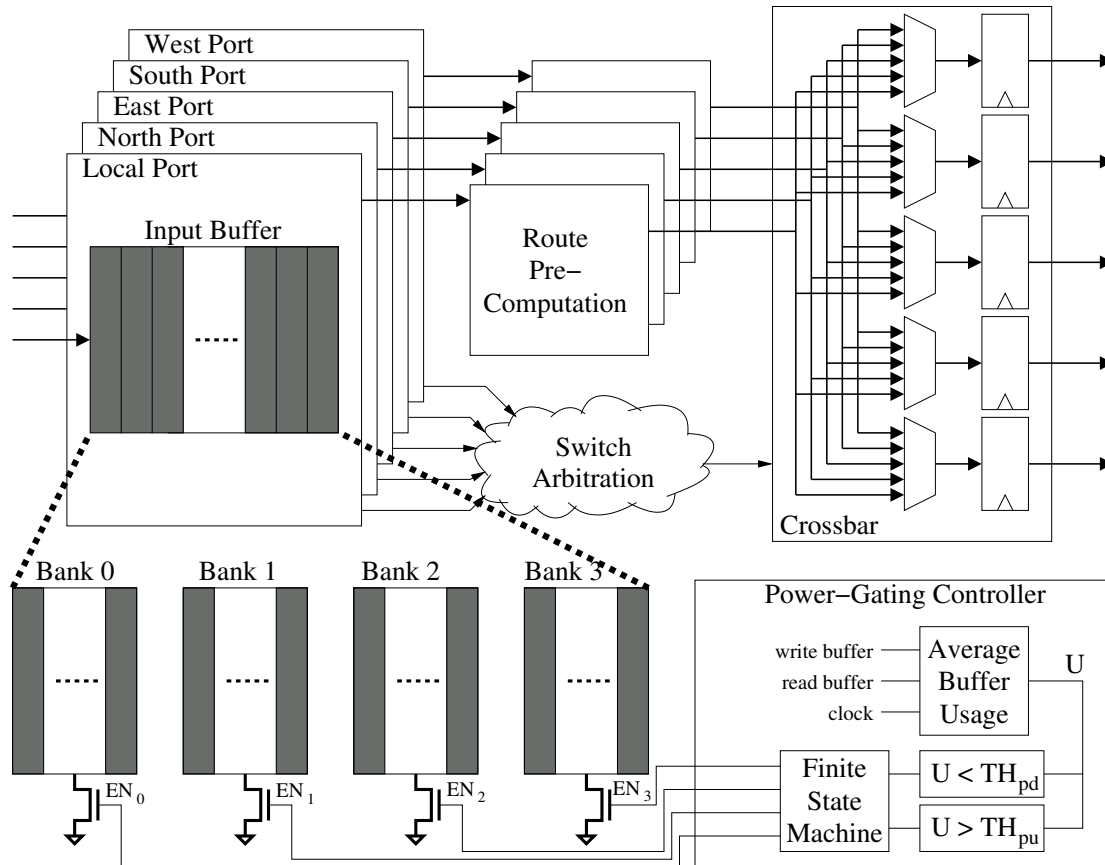 West Port
South Port
East Port
North Port
Local Port
Input Buffer
Route
Pre-
Computation
Switch
Arbitration
Crossbar
Bank 0
Bank 1
Bank 2
Bank 3
EN0
EN1
EN2
EN3
Power-Gating Controller
write buffer
read buffer
clock
Average
Buffer
Usage
U
Finite
State
Machine
U < THpd
U > THpu